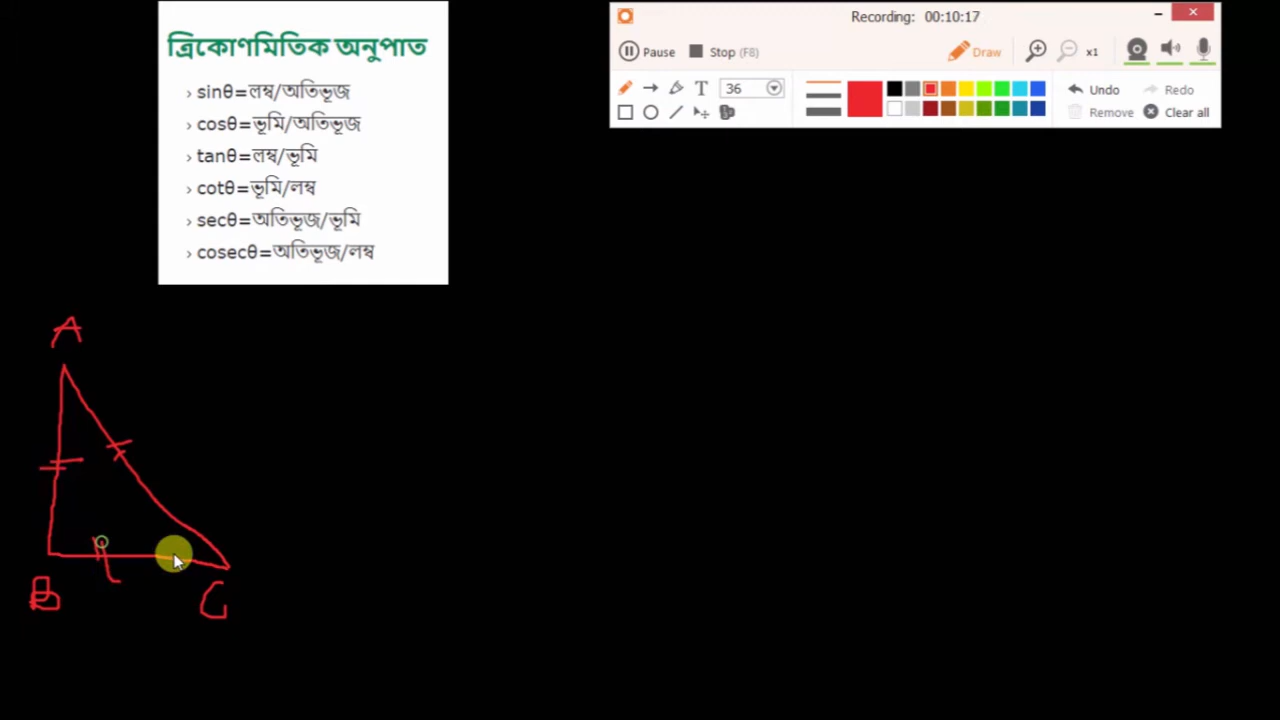 ত্রিকোণমিতিক অনুপাত
› sinθ=লম্ব/অতিভূজ
› cosθ=ভূমি/অতিভূজ
› tanθ=লম্ব/ভূমি
› cotθ=ভূমি/লম্ব
› secθ=অতিভূজ/ভূমি
› cosecθ=অতিভূজ/লম্ব
Recording: 00:10:17
Pause Stop (F8) Draw x1
T 36 Undo Redo
Remove Clear all
A
B C